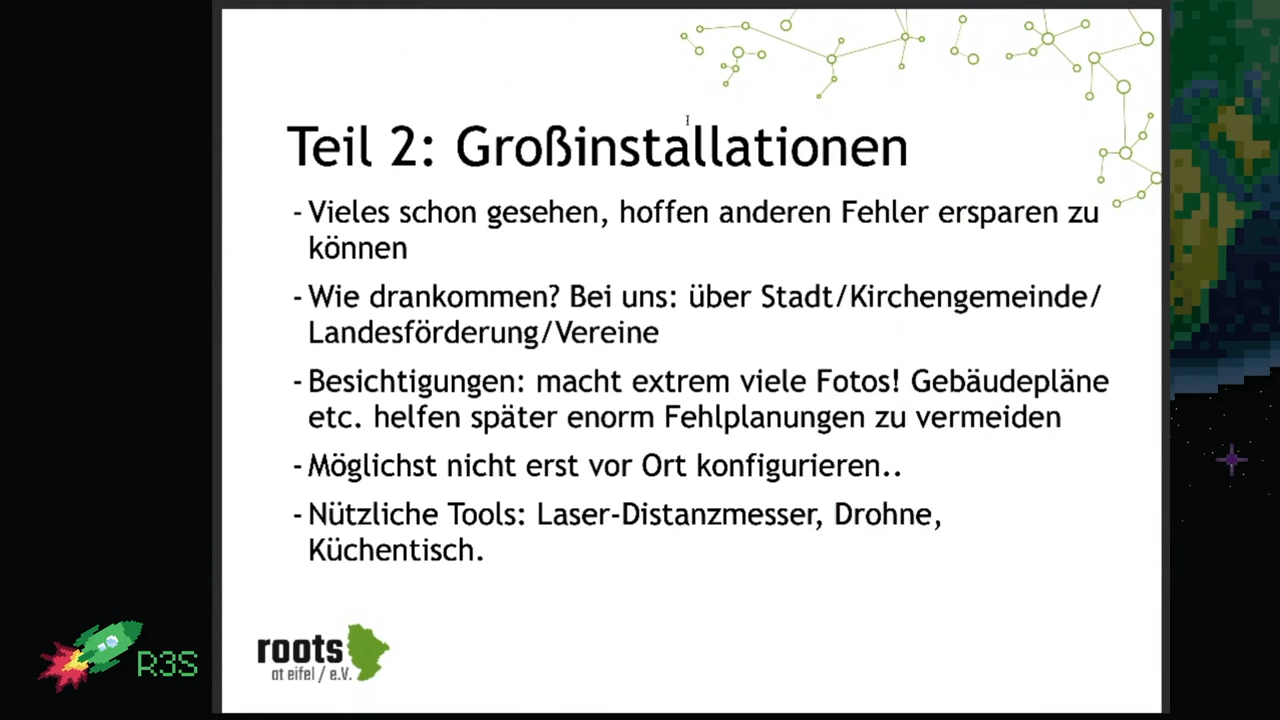 Teil 2: Großinstallationen
- Vieles schon gesehen, hoffen anderen Fehler ersparen zu
können
- Wie drankommen? Bei uns: über Stadt/Kirchengemeinde/
Landesförderung/Vereine
- Besichtigungen: macht extrem viele Fotos! Gebäudepläne
etc. helfen später enorm Fehlplanungen zu vermeiden
- Möglichst nicht erst vor Ort konfigurieren..
- Nützliche Tools: Laser-Distanzmesser, Drohne,
Küchentisch.
roots
at eifel / e.V.
R3S